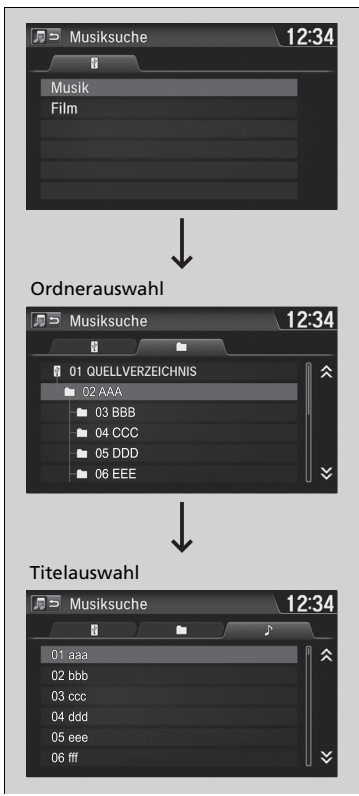 Musiksuche 12:34
Musik
Film
Ordnerauswahl
Musiksuche 12:34
01 QUELLVERZEICHNIS
02 AAA
03 BBB
04 CCC
05 DDD
06 EEE
Titelauswahl
Musiksuche 12:34
01 aaa
02 bbb
03 ccc
04 ddd
05 eee
06 fff